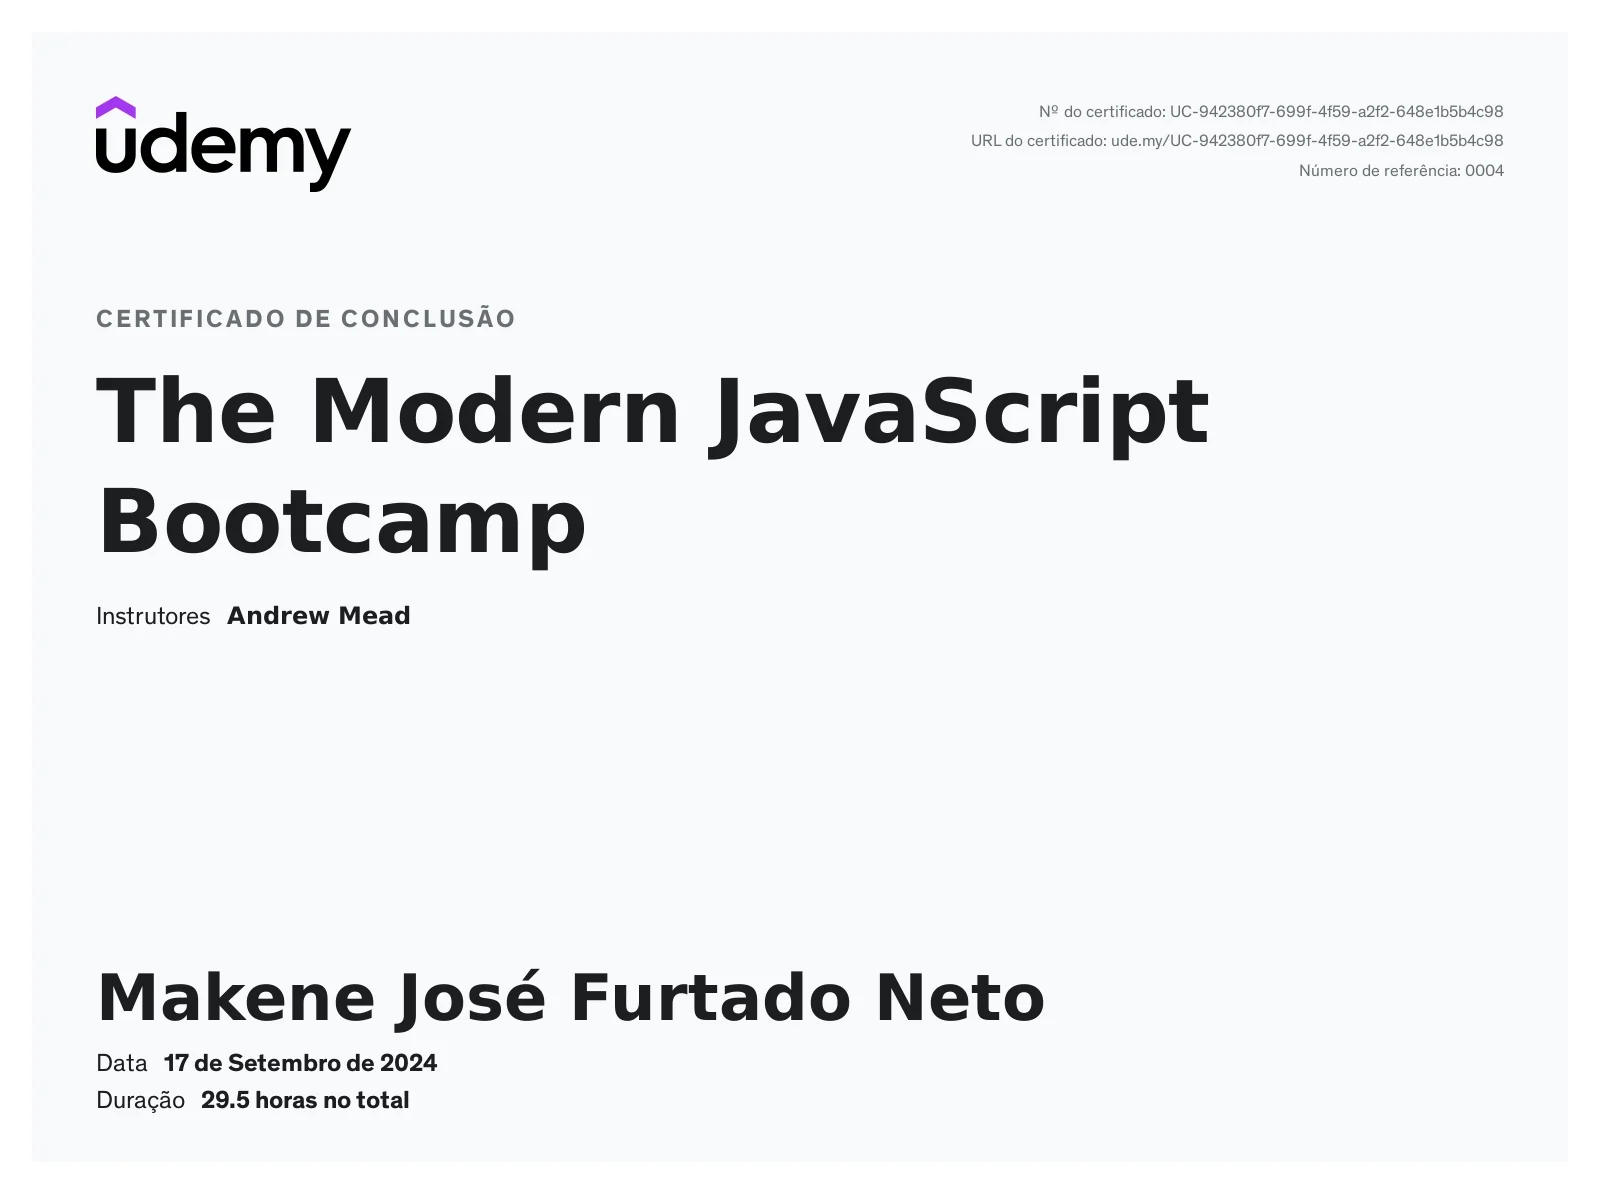 udemy
Nº do certificado: UC-942380f7-699f-4f59-a2f2-648e1b5b4c98
URL do certificado: ude.my/UC-942380f7-699f-4f59-a2f2-648e1b5b4c98
Número de referência: 0004
CERTIFICADO DE CONCLUSÃO
The Modern JavaScript
Bootcamp
Instrutores Andrew Mead
Makene José Furtado Neto
Data 17 de Setembro de 2024
Duração 29.5 horas no total